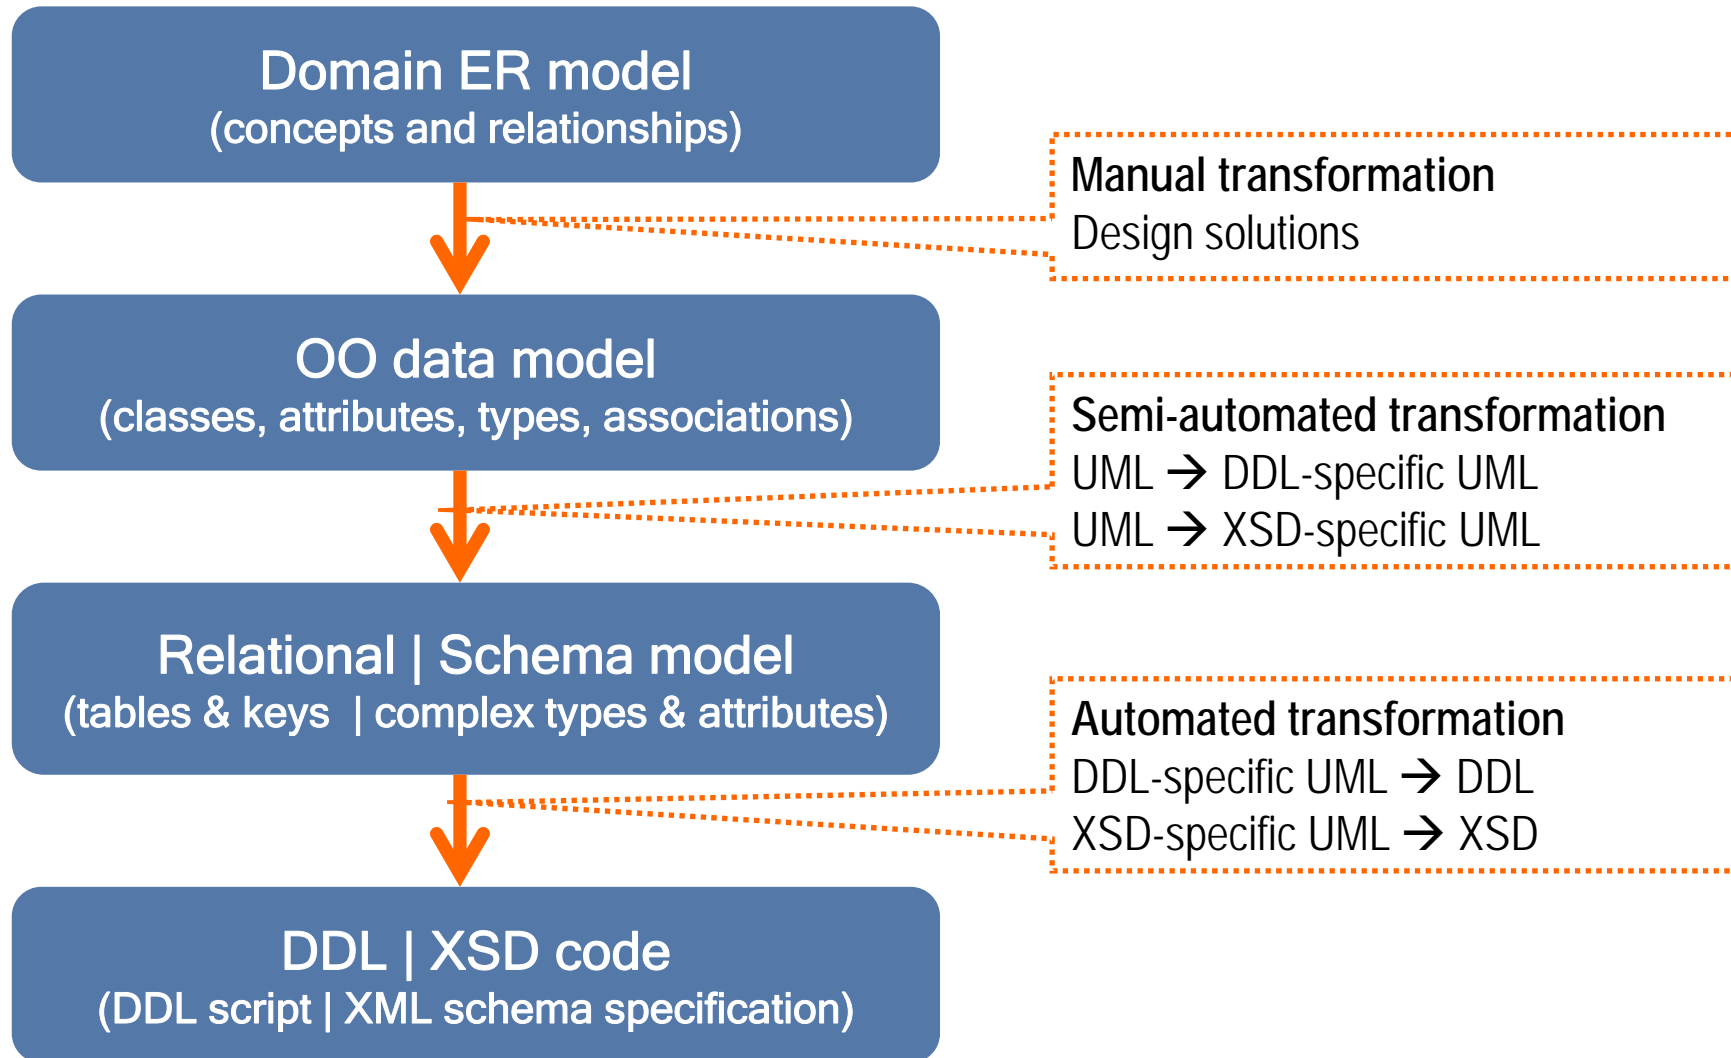 Domain ER model
(concepts and relationships)
Manual transformation
Design solutions
OO data model
(classes, attributes, types, associations)
Semi-automated transformation
UML → DDL-specific UML
UML → XSD-specific UML
Relational | Schema model
(tables & keys | complex types & attributes)
Automated transformation
DDL-specific UML → DDL
XSD-specific UML → XSD
DDL | XSD code
(DDL script | XML schema specification)